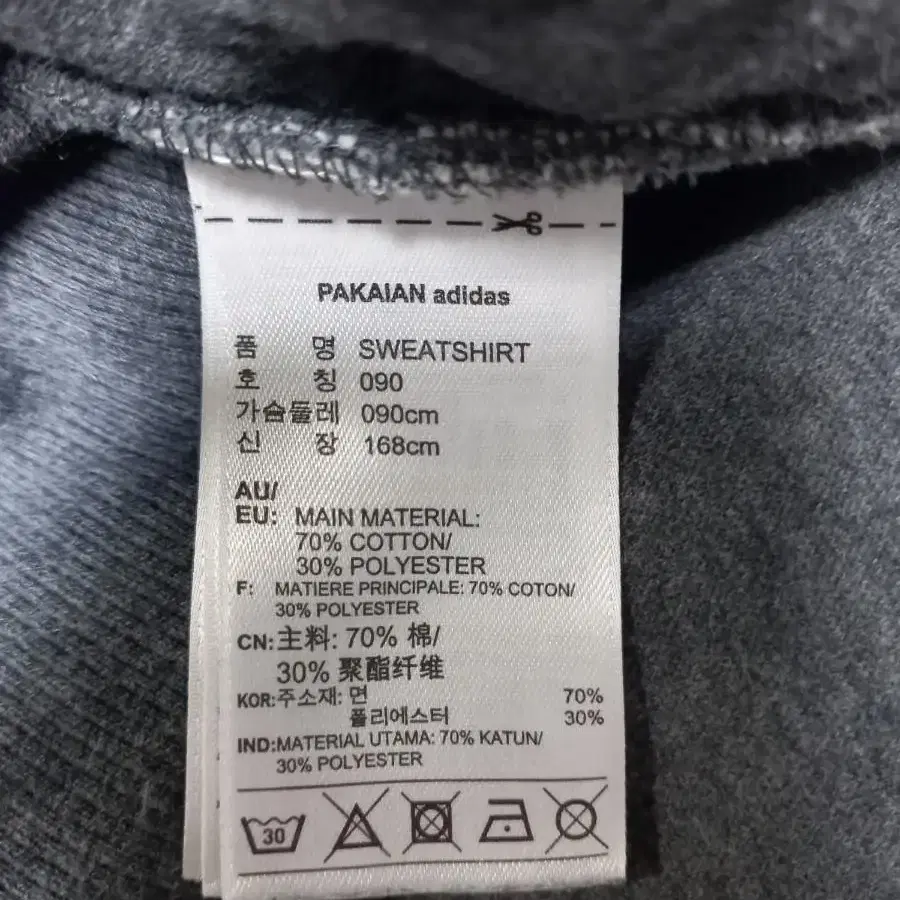 PAKAIAN adidas
품 명 SWEATSHIRT
호 칭 090
가슴둘레 090cm
신 장 168cm
AU/
EU: MAIN MATERIAL:
70% COTTON/
30% POLYESTER
F: MATIERE PRINCIPALE: 70% COTON/
30% POLYESTER
CN:主料: 70% 棉/
30% 聚酯纤维
KOR:주소재: 면 70%
폴리에스터 30%
IND:MATERIAL UTAMA: 70% KATUN/
30% POLYESTER
30